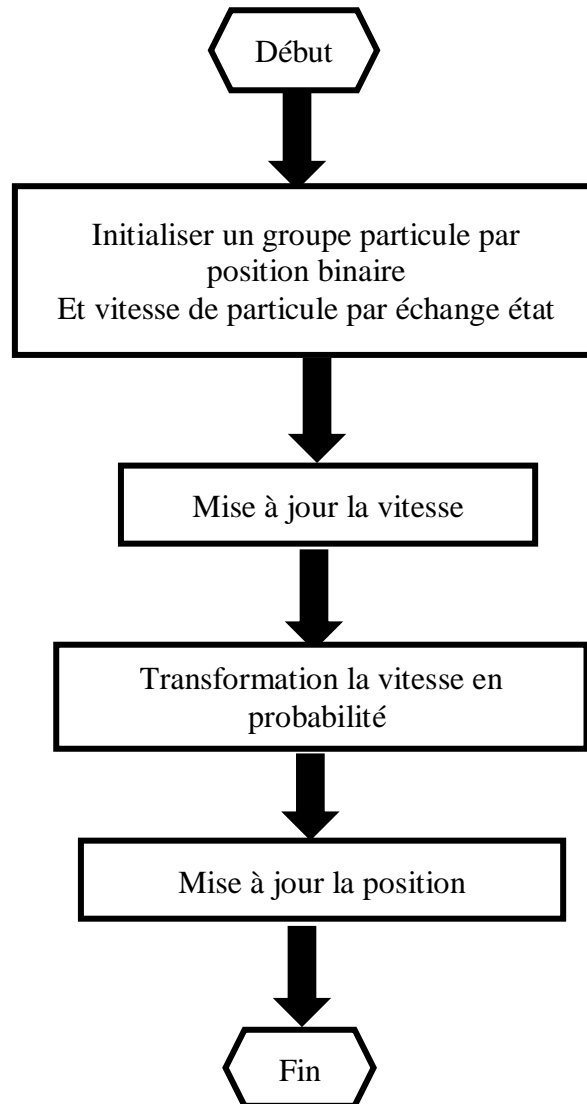 Début
Initialiser un groupe particule par
position binaire
Et vitesse de particule par échange état
Mise à jour la vitesse
Transformation la vitesse en
probabilité
Mise à jour la position
Fin